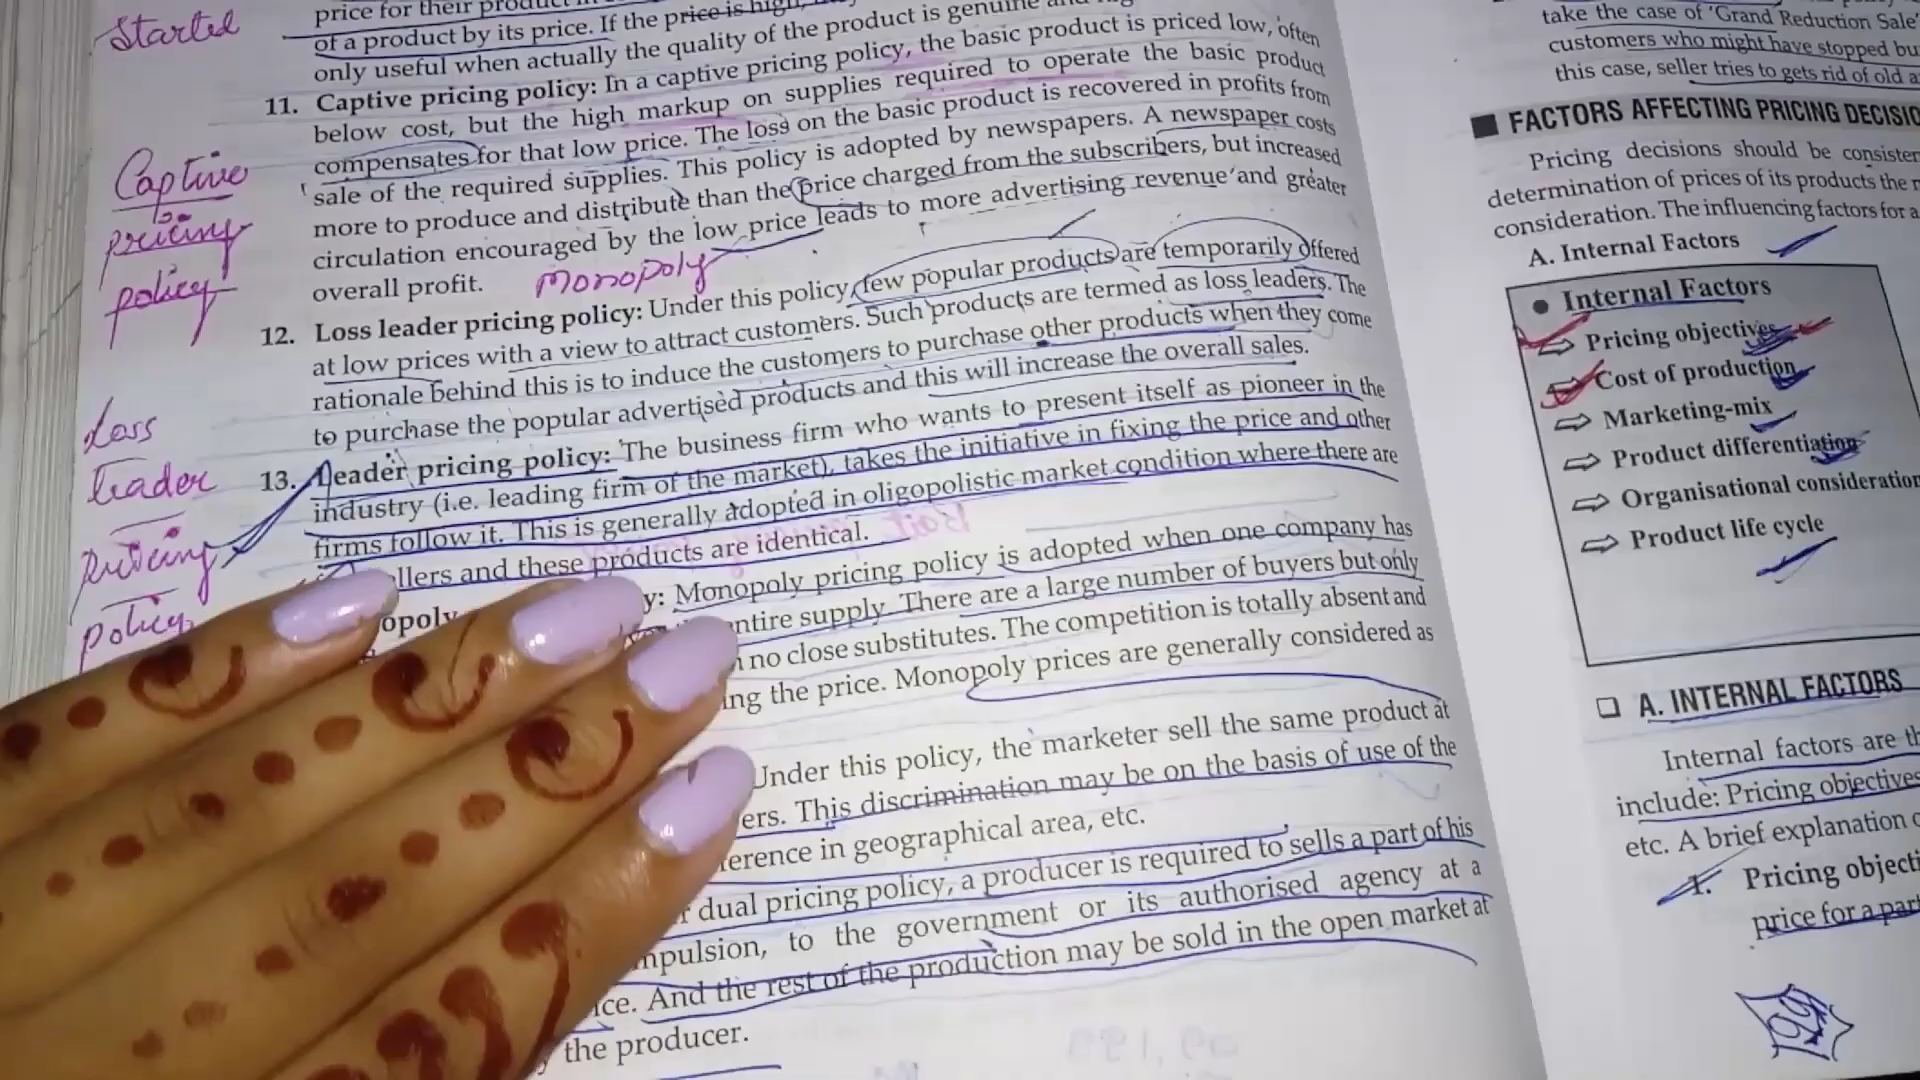 Started
price for their product in
of a product by its price. If the price is high,
only useful when actually the quality of the product is genuine and
11. Captive pricing policy: In a captive pricing policy, the basic product is priced low, often
below cost, but the high markup on supplies required to operate the basic product
compensates for that low price. The loss on the basic product is recovered in profits from
sale of the required supplies. This policy is adopted by newspapers. A newspaper costs
more to produce and distribute than the price charged from the subscribers, but increased
circulation encouraged by the low price leads to more advertising revenue and greater
overall profit.
Captive
pricing
policy
Monopoly
12. Loss leader pricing policy: Under this policy few popular products are temporarily offered
at low prices with a view to attract customers. Such products are termed as loss leaders. The
rationale behind this is to induce the customers to purchase other products when they come
to purchase the popular advertised products and this will increase the overall sales.
Loss
leader
pricing
policy
13. Leader pricing policy: The business firm who wants to present itself as pioneer in the
industry (i.e. leading firm of the market), takes the initiative in fixing the price and other
firms follow it. This is generally adopted in oligopolistic market condition where there are
llers and these products are identical.
opoly y: Monopoly pricing policy is adopted when one company has
ntire supply. There are a large number of buyers but only
no close substitutes. The competition is totally absent and
ing the price. Monopoly prices are generally considered as
Under this policy, the marketer sell the same product at
ers. This discrimination may be on the basis of use of the
ference in geographical area, etc.
r dual pricing policy, a producer is required to sells a part of his
mpulsion, to the government or its authorised agency at a
ice. And the rest of the production may be sold in the open market at
the producer.
take the case of 'Grand Reduction Sale'
customers who might have stopped bu
this case, seller tries to gets rid of old a
FACTORS AFFECTING PRICING DECISIO
Pricing decisions should be consisten
determination of prices of its products the
consideration. The influencing factors for a
A. Internal Factors
● Internal Factors
⇨ Pricing objectives
⇨ Cost of production
⇨ Marketing-mix
⇨ Product differentiation
⇨ Organisational consideration
⇨ Product life cycle
❑ A. INTERNAL FACTORS
Internal factors are th
include: Pricing objectives
etc. A brief explanation o
1. Pricing objecti
price for a part